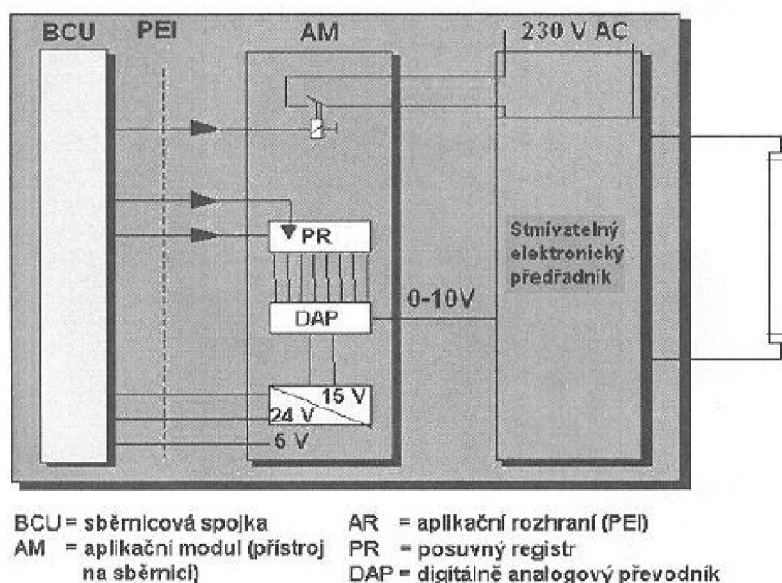 BCU PEI AM 230 V AC
PR
Stmívatelný
elektronický
předřadník
0-10V
DAP
15 V
24 V
5 V
BCU = sběrnicová spojka
AM = aplikační modul (přístroj
na sběrnici)
AR = aplikační rozhraní (PEI)
PR = posuvný registr
DAP = digitálně analogový převodník